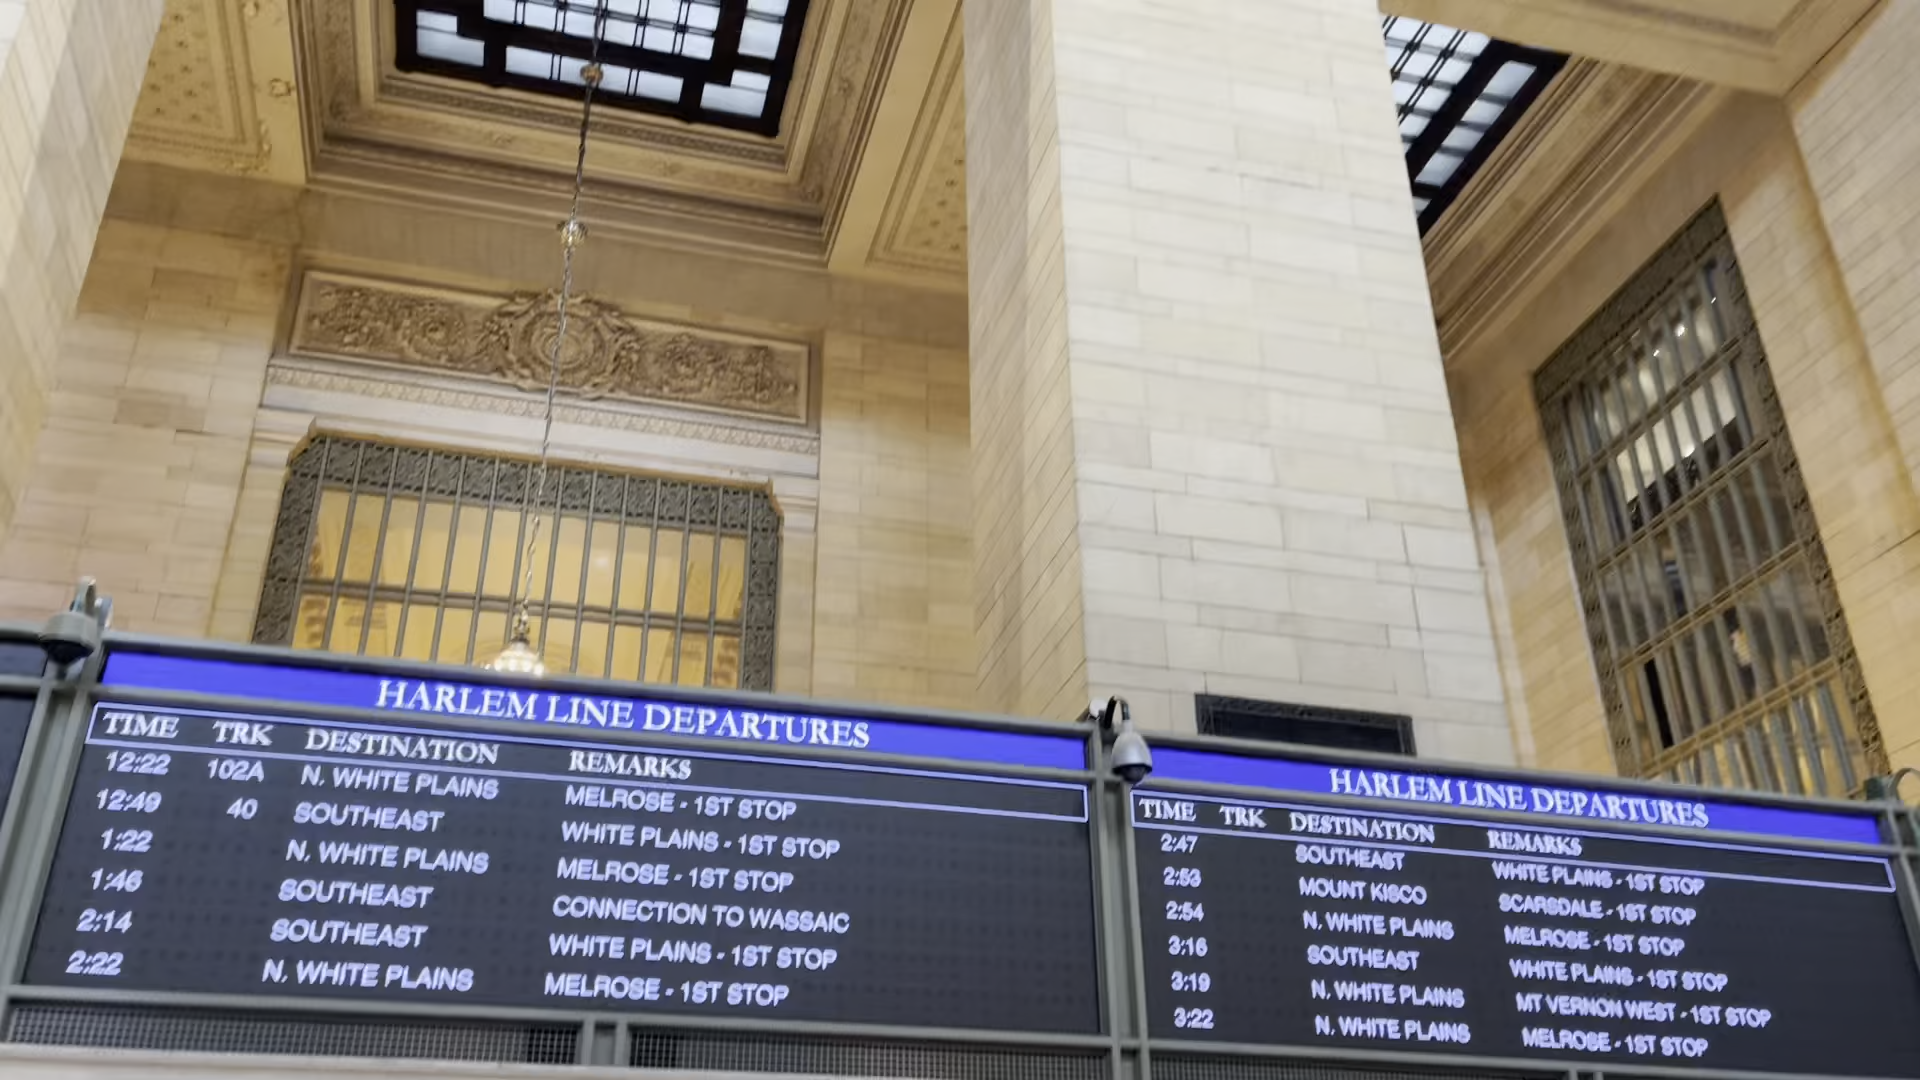 HARLEM LINE DEPARTURES
TIME TRK DESTINATION REMARKS
12:22 102A N. WHITE PLAINS MELROSE - 1ST STOP
12:49 40 SOUTHEAST WHITE PLAINS - 1ST STOP
1:22 N. WHITE PLAINS MELROSE - 1ST STOP
1:46 SOUTHEAST CONNECTION TO WASSAIC
2:14 SOUTHEAST WHITE PLAINS - 1ST STOP
2:22 N. WHITE PLAINS MELROSE - 1ST STOP
HARLEM LINE DEPARTURES
TIME TRK DESTINATION REMARKS
2:47 SOUTHEAST WHITE PLAINS - 1ST STOP
2:53 MOUNT KISCO SCARSDALE - 1ST STOP
2:54 N. WHITE PLAINS MELROSE - 1ST STOP
3:16 SOUTHEAST WHITE PLAINS - 1ST STOP
3:19 N. WHITE PLAINS MT VERNON WEST - 1ST STOP
3:22 N. WHITE PLAINS MELROSE - 1ST STOP